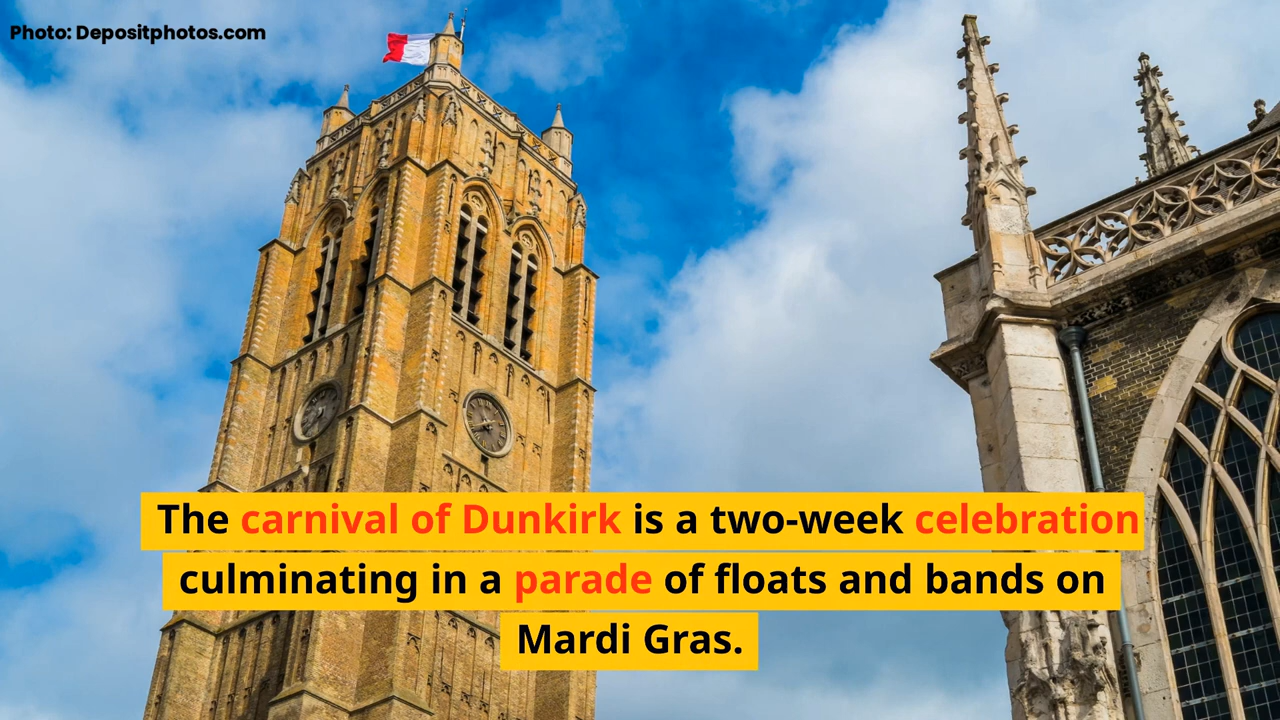 Photo: Depositphotos.com
The carnival of Dunkirk is a two-week celebration
culminating in a parade of floats and bands on
Mardi Gras.